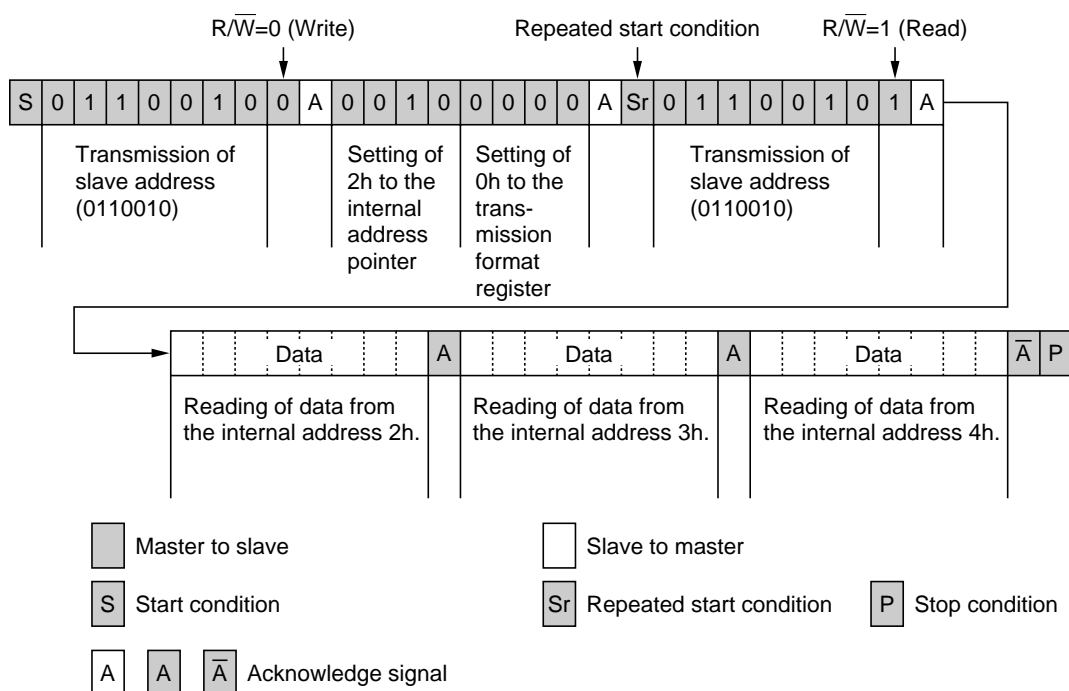 R/W̅=0 (Write) Repeated start condition R/W̅=1 (Read)
S 0 1 1 0 0 1 0 0 A 0 0 1 0 0 0 0 0 A Sr 0 1 1 0 0 1 0 1 A
Transmission of
slave address
(0110010)
Setting of
2h to the
internal
address
pointer
Setting of
0h to the
trans-
mission
format
register
Transmission of
slave address
(0110010)
Data A Data A Data A̅ P
Reading of data from
the internal address 2h.
Reading of data from
the internal address 3h.
Reading of data from
the internal address 4h.
Master to slave
Slave to master
S Start condition
Sr Repeated start condition
P Stop condition
A A A̅ Acknowledge signal